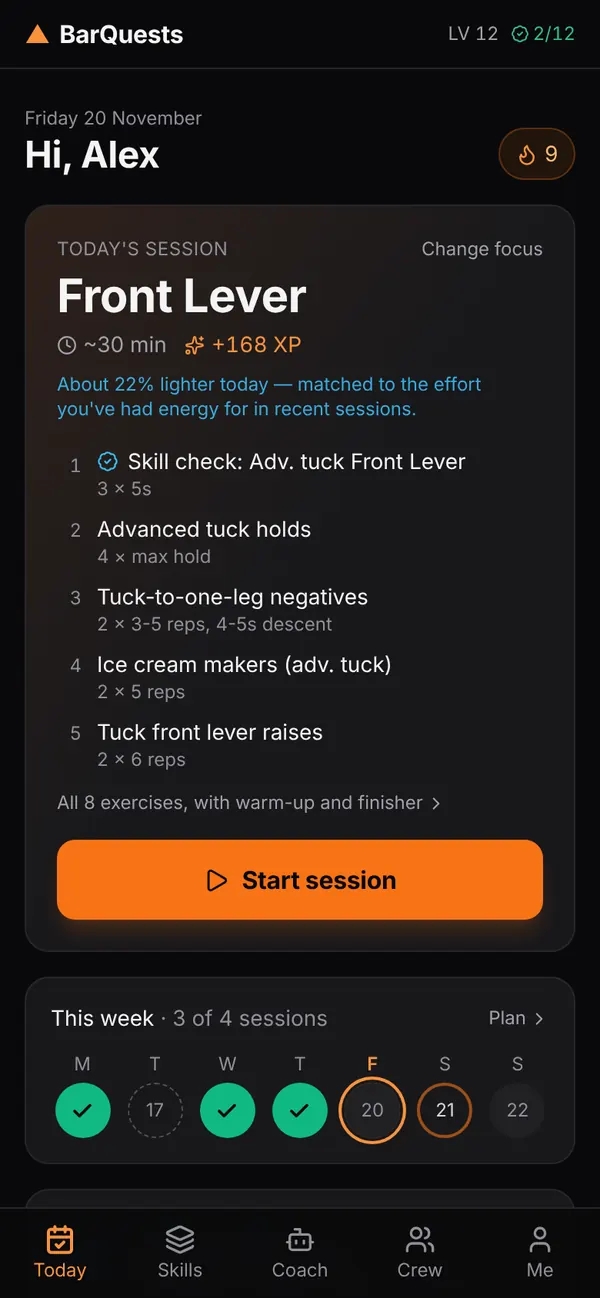 BarQuests
LV 12 2/12
Friday 20 November
Hi, Alex
9
TODAY'S SESSION
Change focus
Front Lever
~30 min +168 XP
About 22% lighter today — matched to the effort
you've had energy for in recent sessions.
1 Skill check: Adv. tuck Front Lever
3 × 5s
2 Advanced tuck holds
4 × max hold
3 Tuck-to-one-leg negatives
2 × 3-5 reps, 4-5s descent
4 Ice cream makers (adv. tuck)
2 × 5 reps
5 Tuck front lever raises
2 × 6 reps
All 8 exercises, with warm-up and finisher
Start session
This week · 3 of 4 sessions
Plan
M T W T F S S
17 20 21 22
Today Skills Coach Crew Me